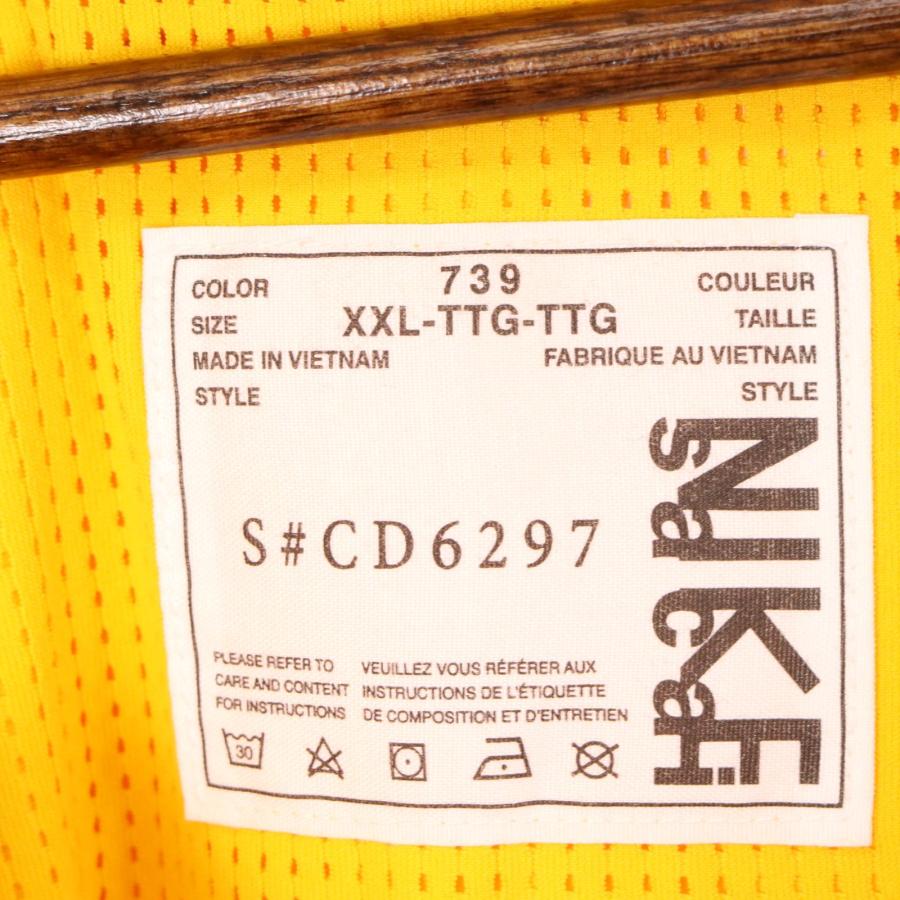 COLOR 739 COULEUR
SIZE XXL-TTG-TTG TAILLE
MADE IN VIETNAM FABRIQUE AU VIETNAM
STYLE STYLE
S#CD6297
NIKE
sacai
PLEASE REFER TO
CARE AND CONTENT
FOR INSTRUCTIONS
VEUILLEZ VOUS RÉFÉRER AUX
INSTRUCTIONS DE L'ÉTIQUETTE
DE COMPOSITION ET D'ENTRETIEN
30